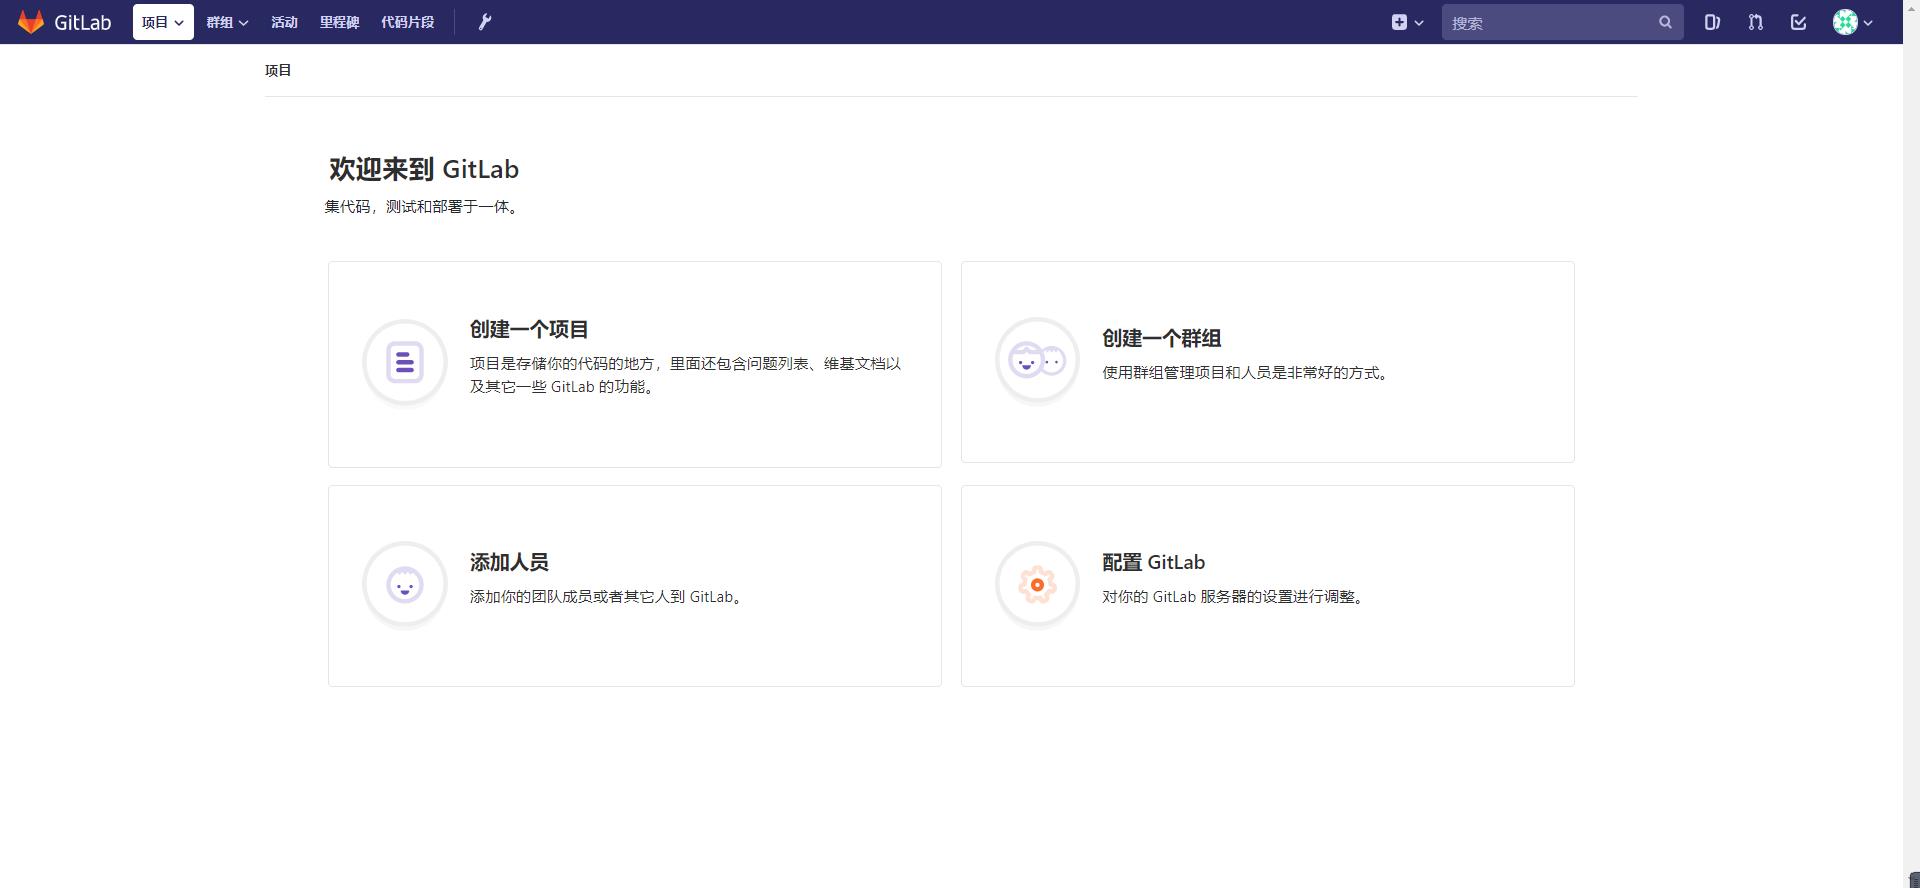 GitLab 项目 群组 活动 里程碑 代码片段 搜索
项目
欢迎来到 GitLab
集代码，测试和部署于一体。
创建一个项目
项目是存储你的代码的地方，里面还包含问题列表、维基文档以
及其它一些 GitLab 的功能。
创建一个群组
使用群组管理项目和人员是非常好的方式。
添加人员
添加你的团队成员或者其它人到 GitLab。
配置 GitLab
对你的 GitLab 服务器的设置进行调整。